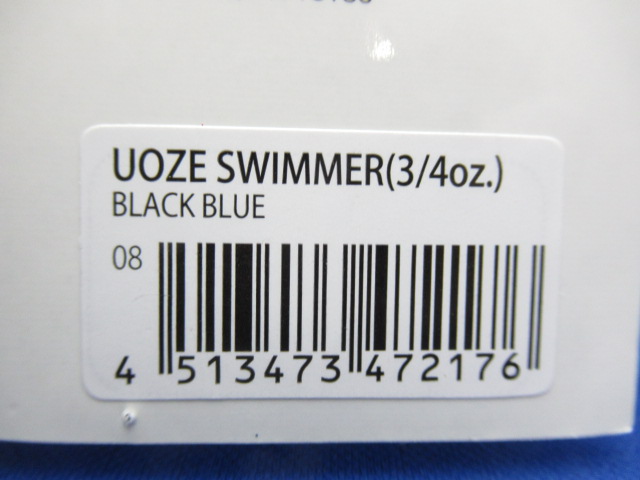 UOZE SWIMMER(3/4oz.)
BLACK BLUE
08
4 513473 472176